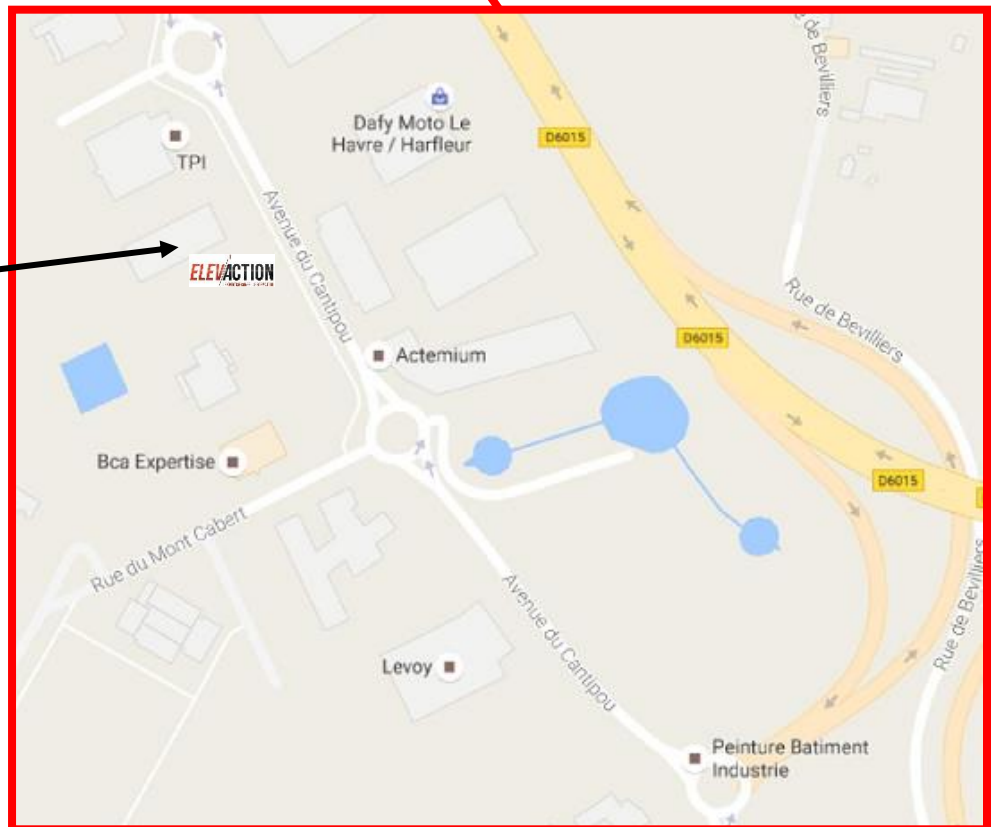 Rue de Bevilliers
Dafy Moto Le
Havre / Harfleur
D6015
TPI
Avenue du Cantipou
ELEVACTION
Rue de Bevilliers
D6015
Actemium
Bca Expertise
D6015
Rue du Mont Cabert
Avenue du Cantipou
Rue de Bevilliers
Levoy
Peinture Batiment
Industrie